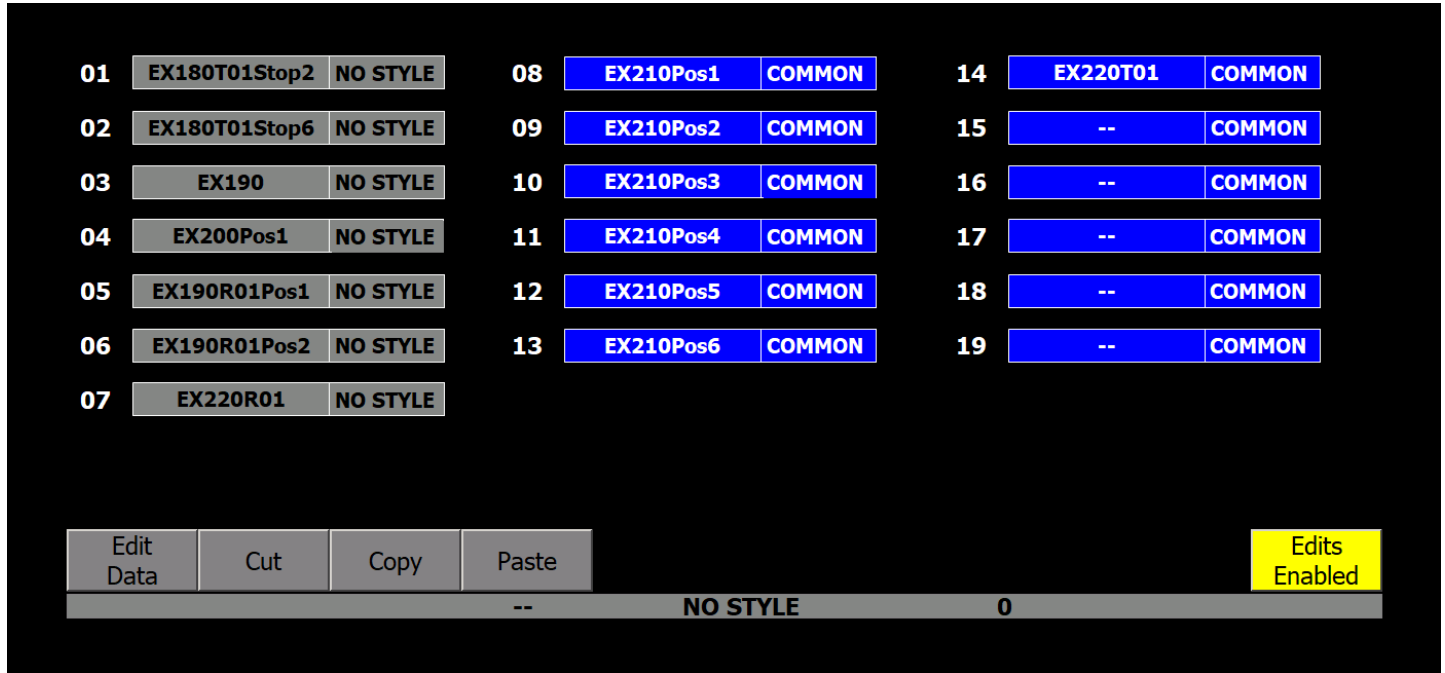 01 EX180T01Stop2 NO STYLE 08 EX210Pos1 COMMON 14 EX220T01 COMMON
02 EX180T01Stop6 NO STYLE 09 EX210Pos2 COMMON 15 -- COMMON
03 EX190 NO STYLE 10 EX210Pos3 COMMON 16 -- COMMON
04 EX200Pos1 NO STYLE 11 EX210Pos4 COMMON 17 -- COMMON
05 EX190R01Pos1 NO STYLE 12 EX210Pos5 COMMON 18 -- COMMON
06 EX190R01Pos2 NO STYLE 13 EX210Pos6 COMMON 19 -- COMMON
07 EX220R01 NO STYLE
Edit
Data
Cut
Copy
Paste
Edits
Enabled
-- NO STYLE 0